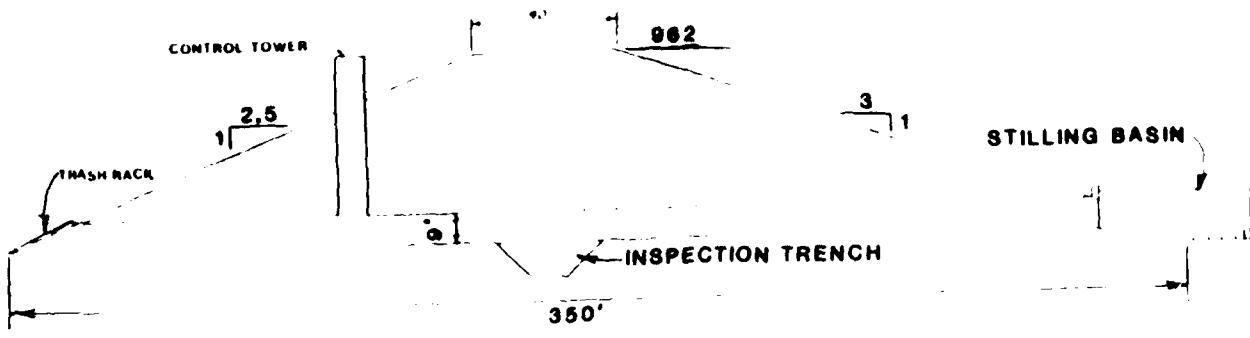 962
CONTROL TOWER
2,5
1
3
1
STILLING BASIN
TRASH RACK
INSPECTION TRENCH
350'